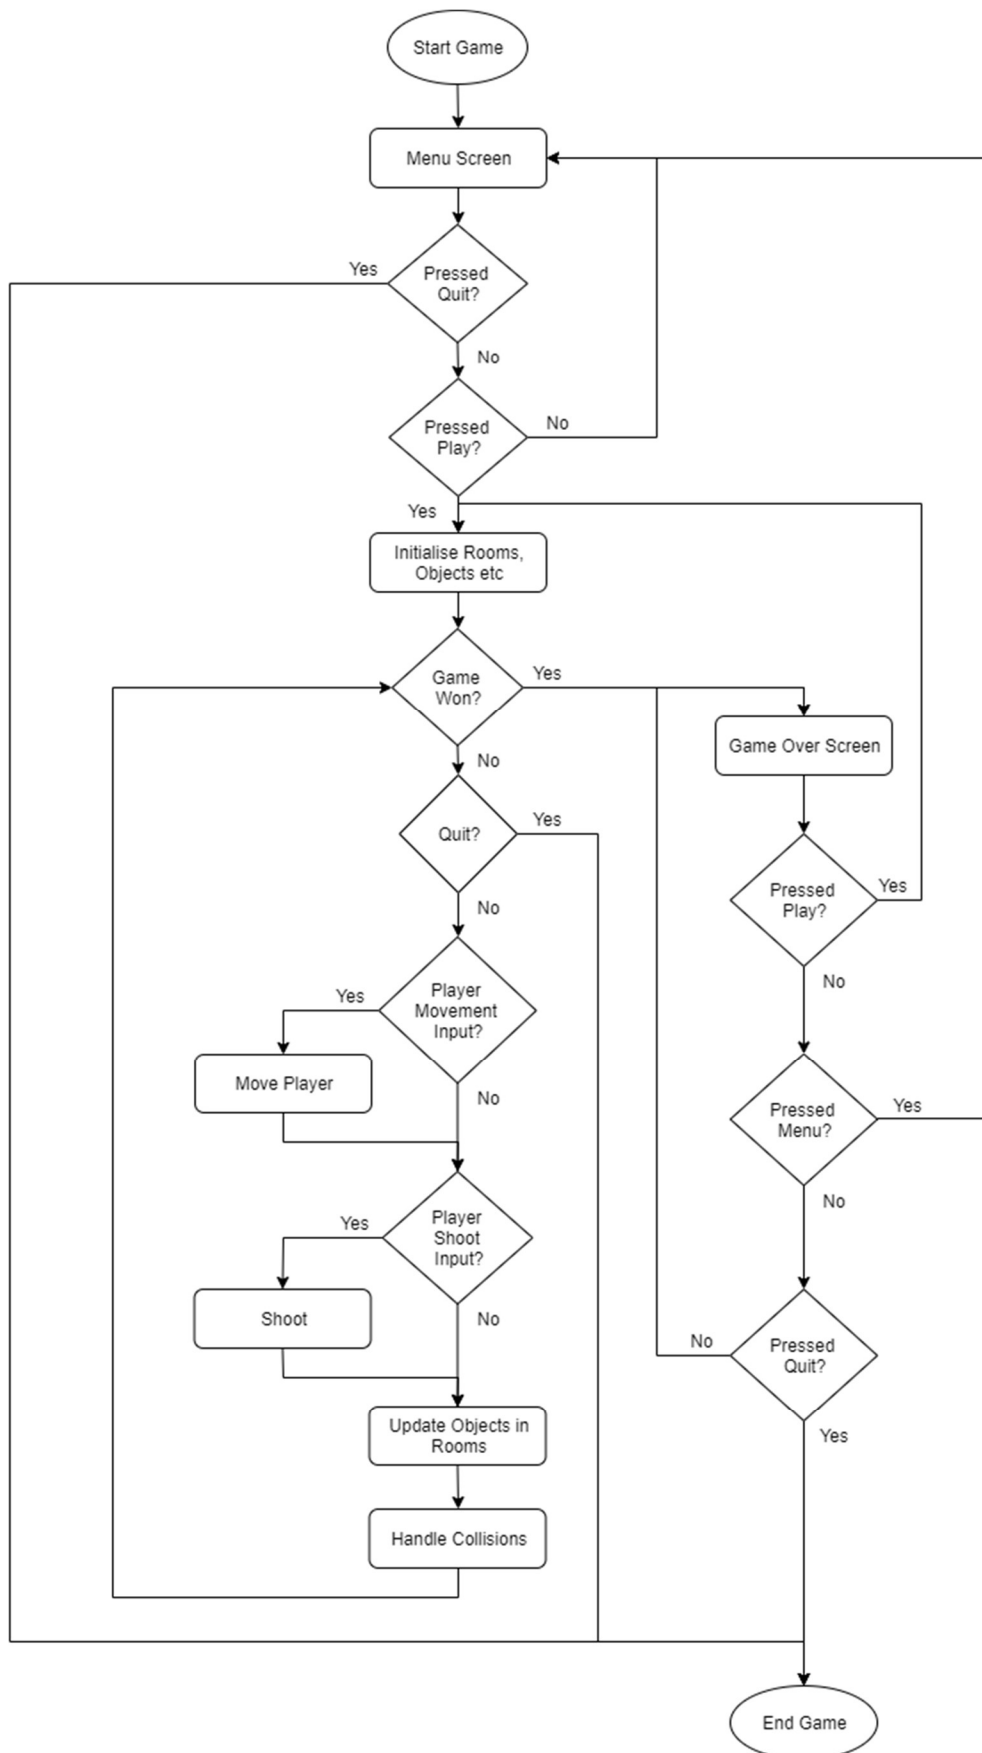 Start Game
Menu Screen
Yes
Pressed
Quit?
No
Pressed
Play?
No
Yes
Initialise Rooms,
Objects etc
Game
Won?
Yes
No
Game Over Screen
Quit?
Yes
No
Pressed
Play?
Yes
No
Yes
Player
Movement
Input?
Move Player
No
Pressed
Menu?
Yes
No
Yes
Player
Shoot
Input?
Shoot
No
No
Pressed
Quit?
Yes
Update Objects in
Rooms
Handle Collisions
End Game